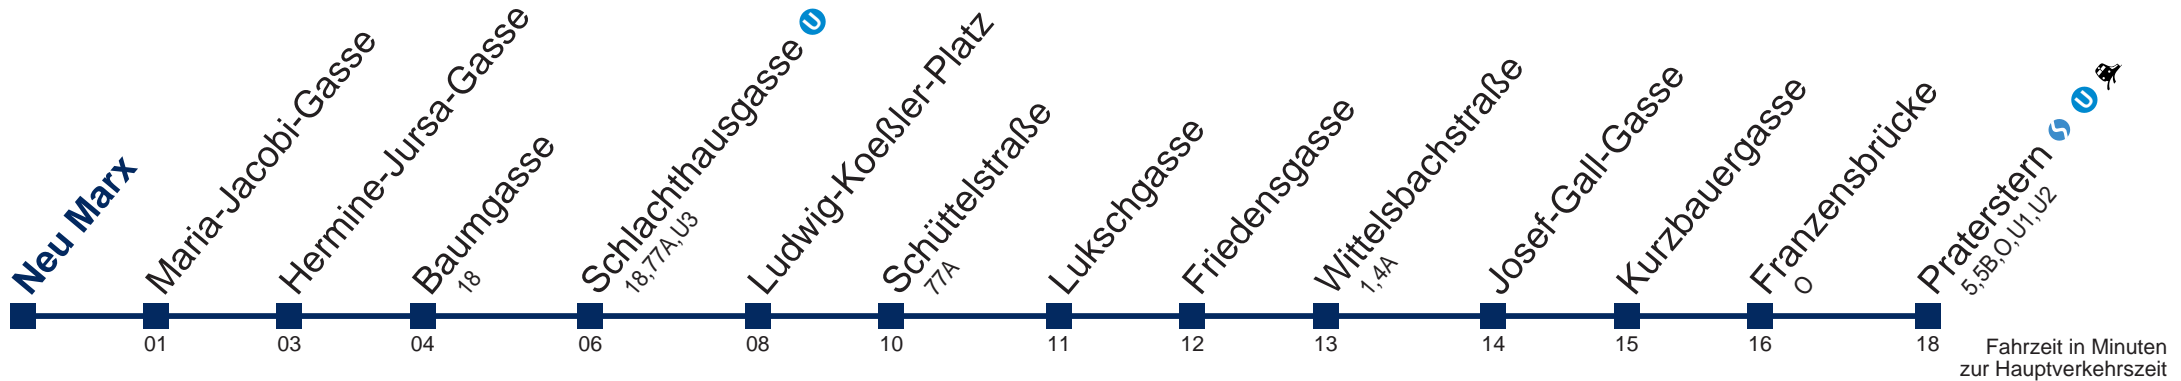 Neu Marx
Maria-Jacobi-Gasse
Hermine-Jursa-Gasse
Baumgasse
18
Schlachthausgasse U
18,77A,U3
Ludwig-Koeßler-Platz
Schüttelstraße
77A
Lukschgasse
Friedensgasse
Wittelsbachstraße
1,4A
Josef-Gall-Gasse
Kurzbauergasse
Franzensbrücke
O
Praterstern S U
5,5B,O,U1,U2
01 03 04 06 08 10 11 12 13 14 15 16 18
Fahrzeit in Minuten
zur Hauptverkehrszeit